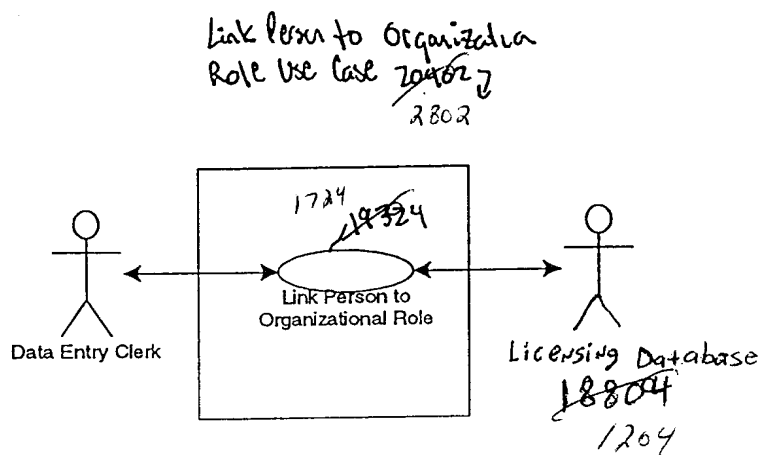 Link Person to Organization
Role Use Case 20402
2802
1724
19324
Link Person to
Organizational Role
Data Entry Clerk
Licensing Database
18804
1204